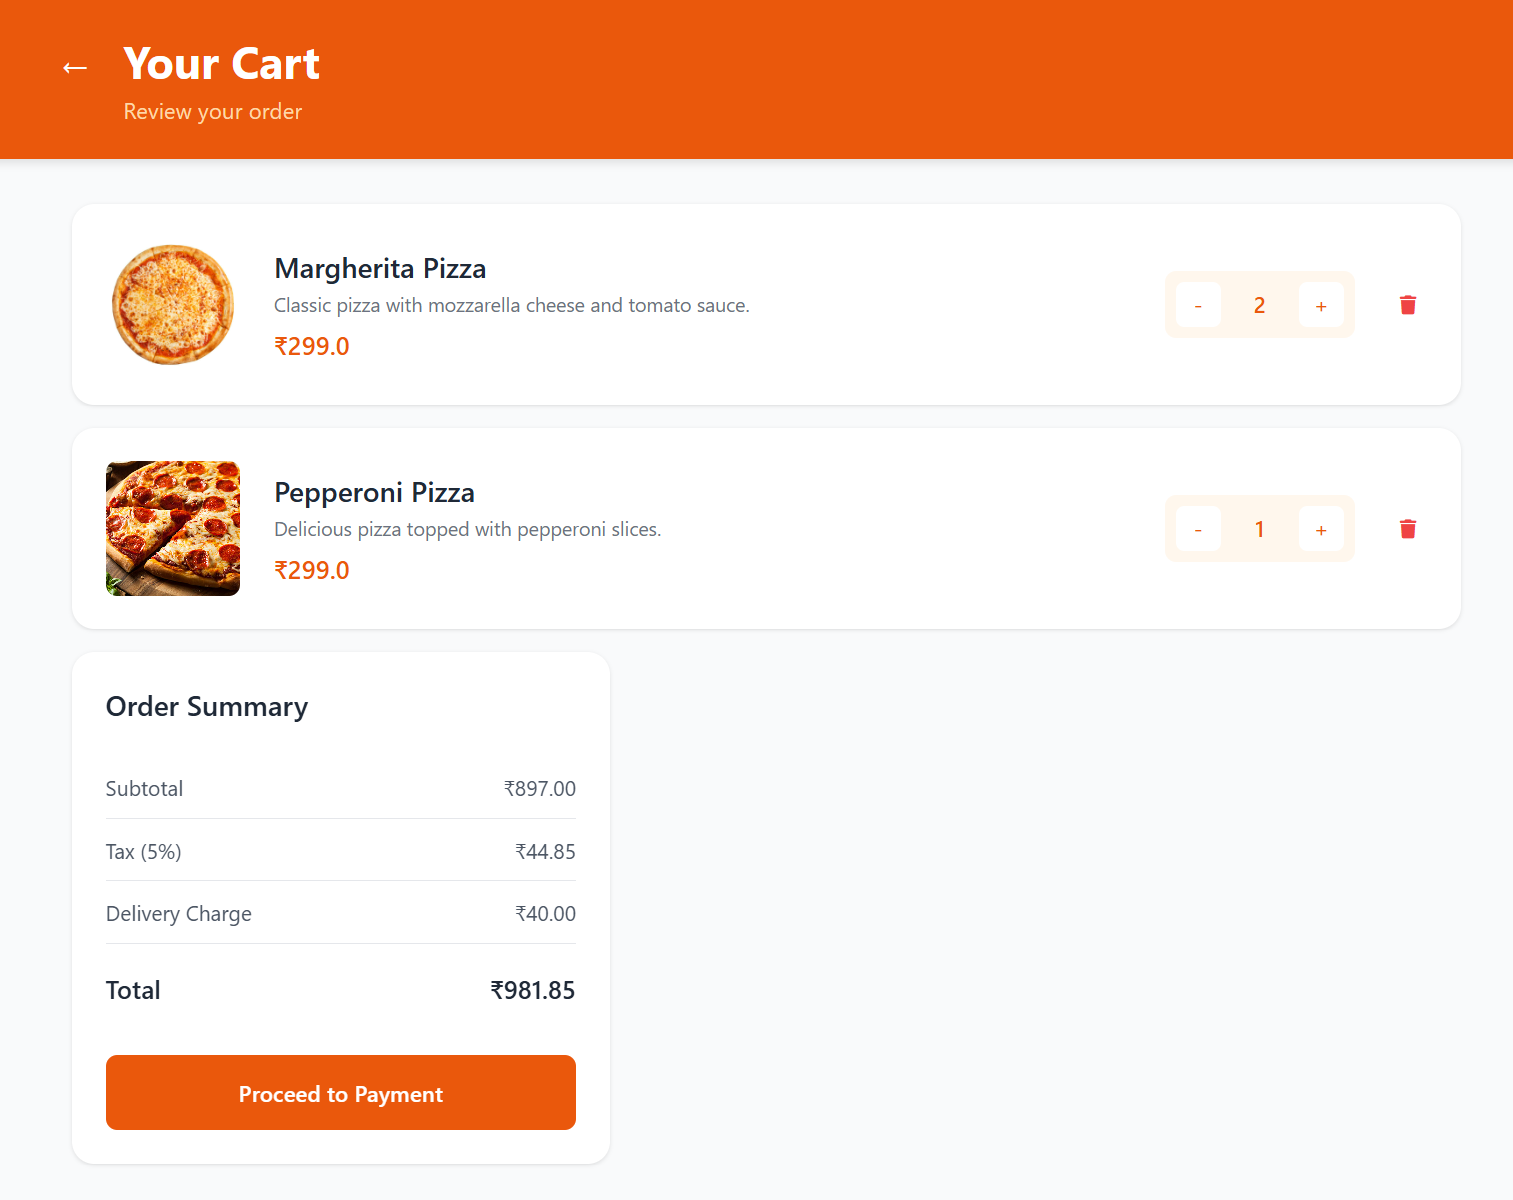 ←
Your Cart
Review your order
Margherita Pizza
Classic pizza with mozzarella cheese and tomato sauce.
₹299.0
- 2 +
Pepperoni Pizza
Delicious pizza topped with pepperoni slices.
₹299.0
- 1 +
Order Summary
Subtotal ₹897.00
Tax (5%) ₹44.85
Delivery Charge ₹40.00
Total ₹981.85
Proceed to Payment